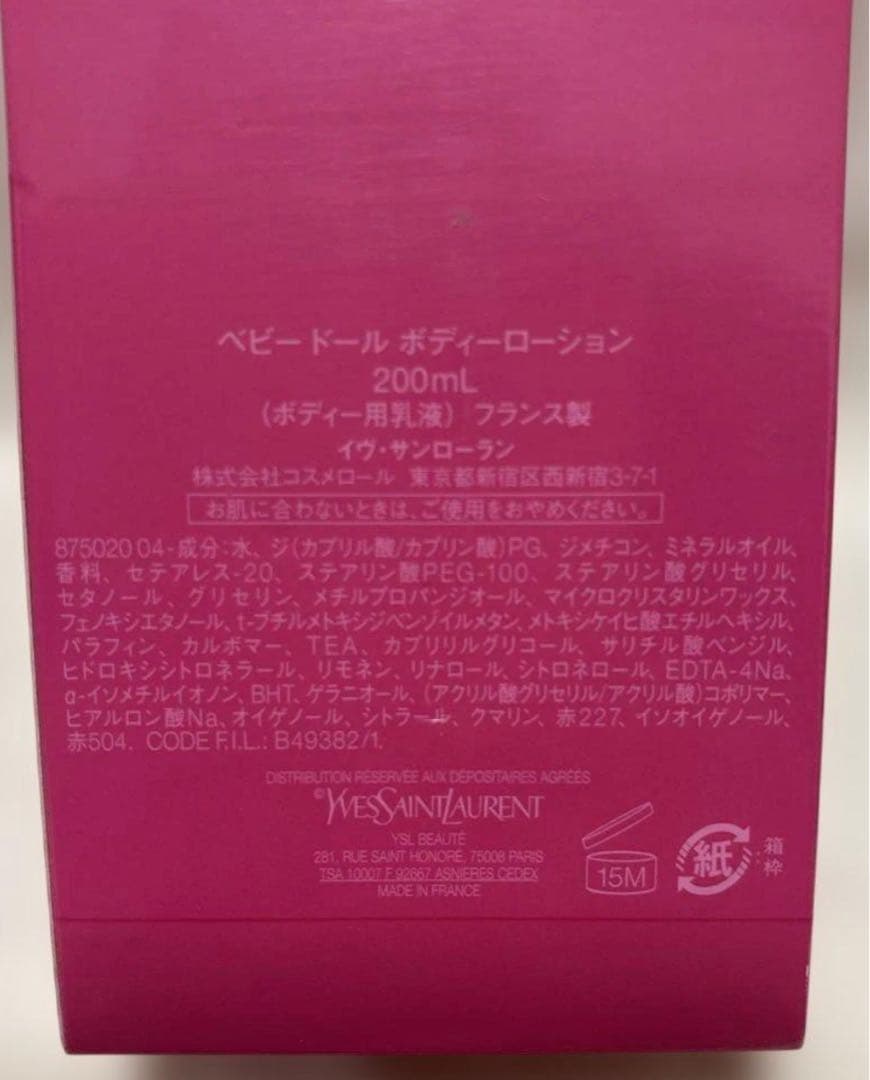 ベビー ドール ボディーローション
200mL
(ボディー用乳液) フランス製
イヴ・サンローラン
株式会社コスメロール 東京都新宿区西新宿3-7-1
お肌に合わないときは、ご使用をおやめください。
875020 04-成分:水、ジ(カプリル酸/カプリン酸)PG、ジメチコン、ミネラルオイル、
香料、セテアレス-20、ステアリン酸PEG-100、ステアリン酸グリセリル、
セタノール、グリセリン、メチルプロパンジオール、マイクロクリスタリンワックス、
フェノキシエタノール、t-ブチルメトキシジベンゾイルメタン、メトキシケイヒ酸エチルヘキシル、
パラフィン、カルボマー、TEA、カプリリルグリコール、サリチル酸ベンジル、
ヒドロキシシトロネラール、リモネン、リナロール、シトロネロール、EDTA-4Na、
α-イソメチルイオノン、BHT、ゲラニオール、(アクリル酸グリセリル/アクリル酸)コポリマー、
ヒアルロン酸Na、オイゲノール、シトラール、クマリン、赤227、イソオイゲノール、
赤504. CODE F.I.L.: B49382/1.
DISTRIBUTION RÉSERVÉE AUX DÉPOSITAIRES AGRÉÉS
©YVESSAINTLAURENT
YSL BEAUTÉ
281, RUE SAINT HONORÉ, 75008 PARIS
TSA 10007 F 92667 ASNIERES CEDEX
MADE IN FRANCE
15M
紙
箱
枠